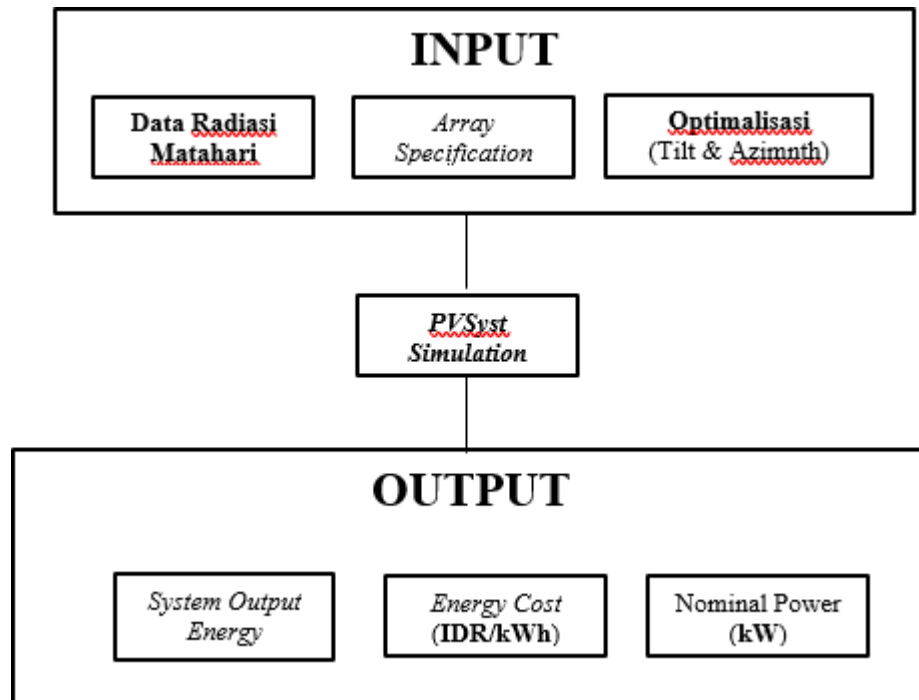 INPUT
Data Radiasi
Matahari
Array
Specification
Optimalisasi
(Tilt & Azimnth)
PVSyst
Simulation
OUTPUT
System Output
Energy
Energy Cost
(IDR/kWh)
Nominal Power
(kW)